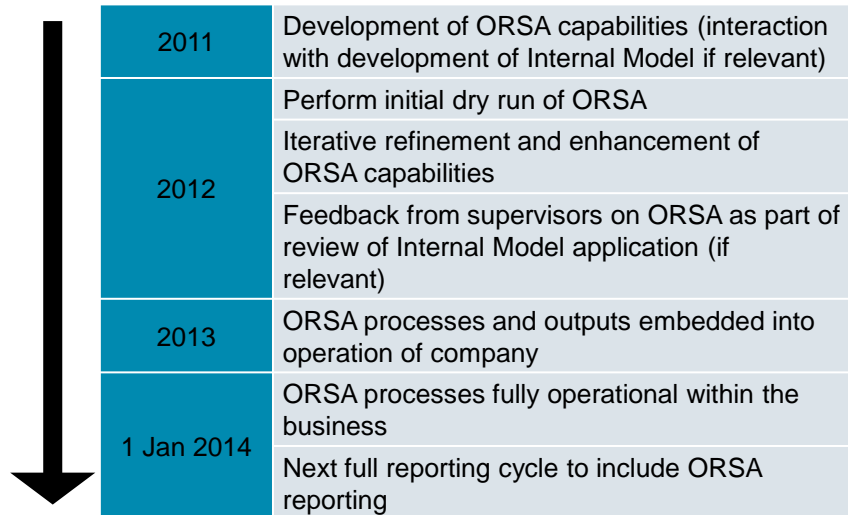 2011
Development of ORSA capabilities (interaction
with development of Internal Model if relevant)
2012
Perform initial dry run of ORSA
Iterative refinement and enhancement of
ORSA capabilities
Feedback from supervisors on ORSA as part of
review of Internal Model application (if
relevant)
2013
ORSA processes and outputs embedded into
operation of company
1 Jan 2014
ORSA processes fully operational within the
business
Next full reporting cycle to include ORSA
reporting